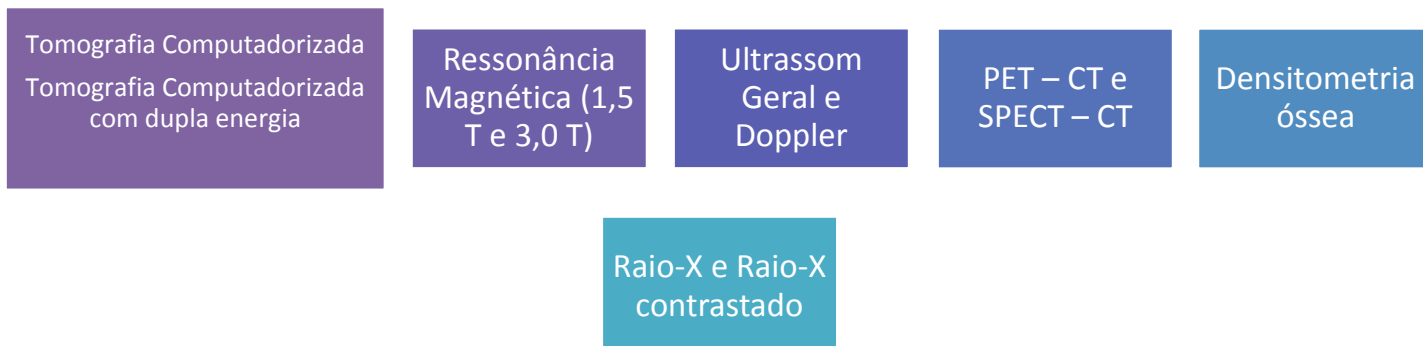 Tomografia Computadorizada
Tomografia Computadorizada
com dupla energia
Ressonância
Magnética (1,5
T e 3,0 T)
Ultrassom
Geral e
Doppler
PET – CT e
SPECT – CT
Densitometria
óssea
Raio-X e Raio-X
contrastado